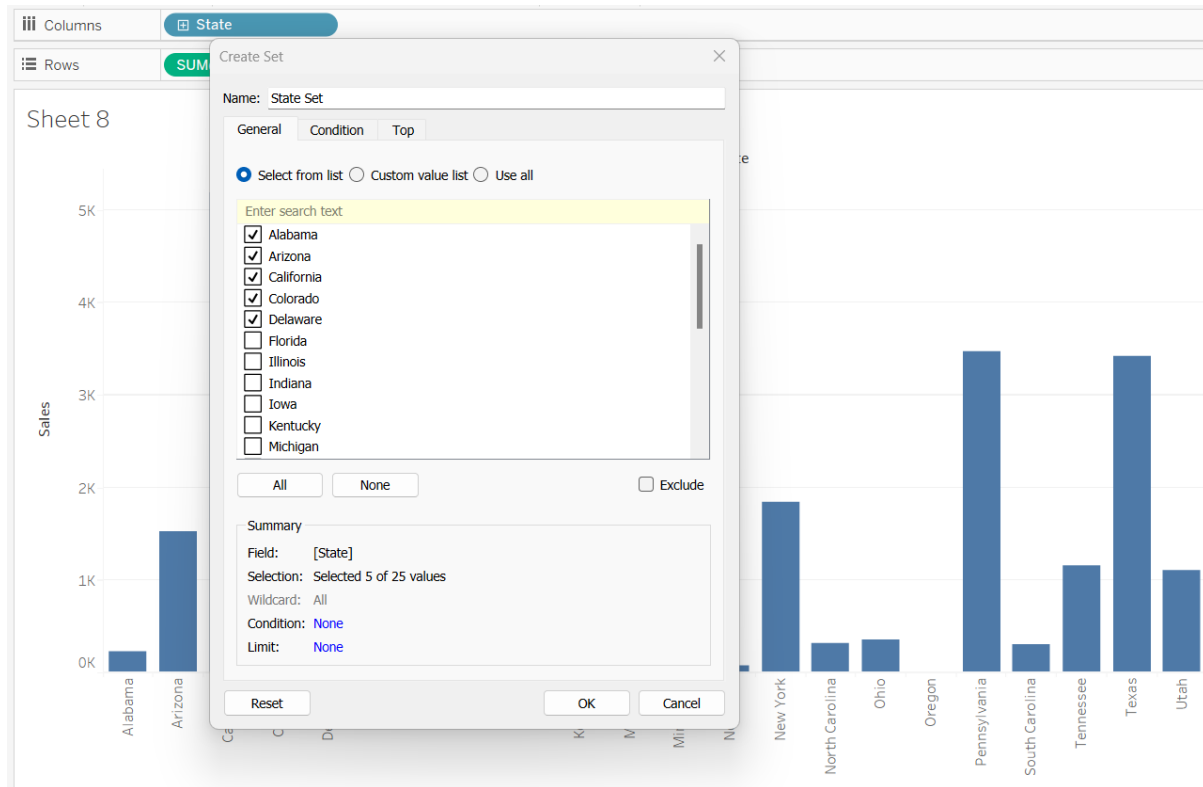 Columns
State
Rows
SUM
Sheet 8
Create Set
Name: State Set
General Condition Top
Select from list Custom value list Use all
Enter search text
Alabama
Arizona
California
Colorado
Delaware
Florida
Illinois
Indiana
Iowa
Kentucky
Michigan
All None Exclude
Summary
Field: [State]
Selection: Selected 5 of 25 values
Wildcard: All
Condition: None
Limit: None
Reset OK Cancel
Sales
5K
4K
3K
2K
1K
0K
Alabama
Arizona
New York
North Carolina
Ohio
Oregon
Pennsylvania
South Carolina
Tennessee
Texas
Utah